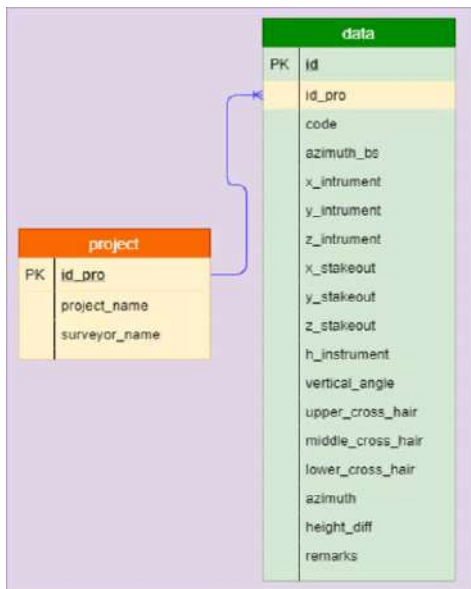 data
PK id
id_pro
code
azimuth_bs
x_intrument
y_intrument
z_intrument
x_stakeout
y_stakeout
z_stakeout
h_instrument
vertical_angle
upper_cross_hair
middle_cross_hair
lower_cross_hair
azimuth
height_diff
remarks
project
PK id_pro
project_name
surveyor_name